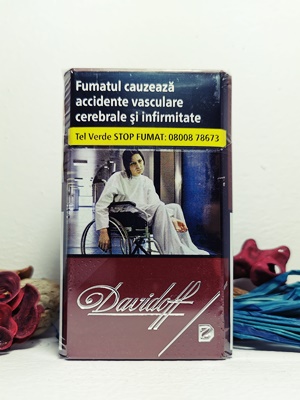 Fumatul cauzează
accidente vasculare
cerebrale și infirmitate
Tel Verde STOP FUMAT: 08008 78673
Davidoff